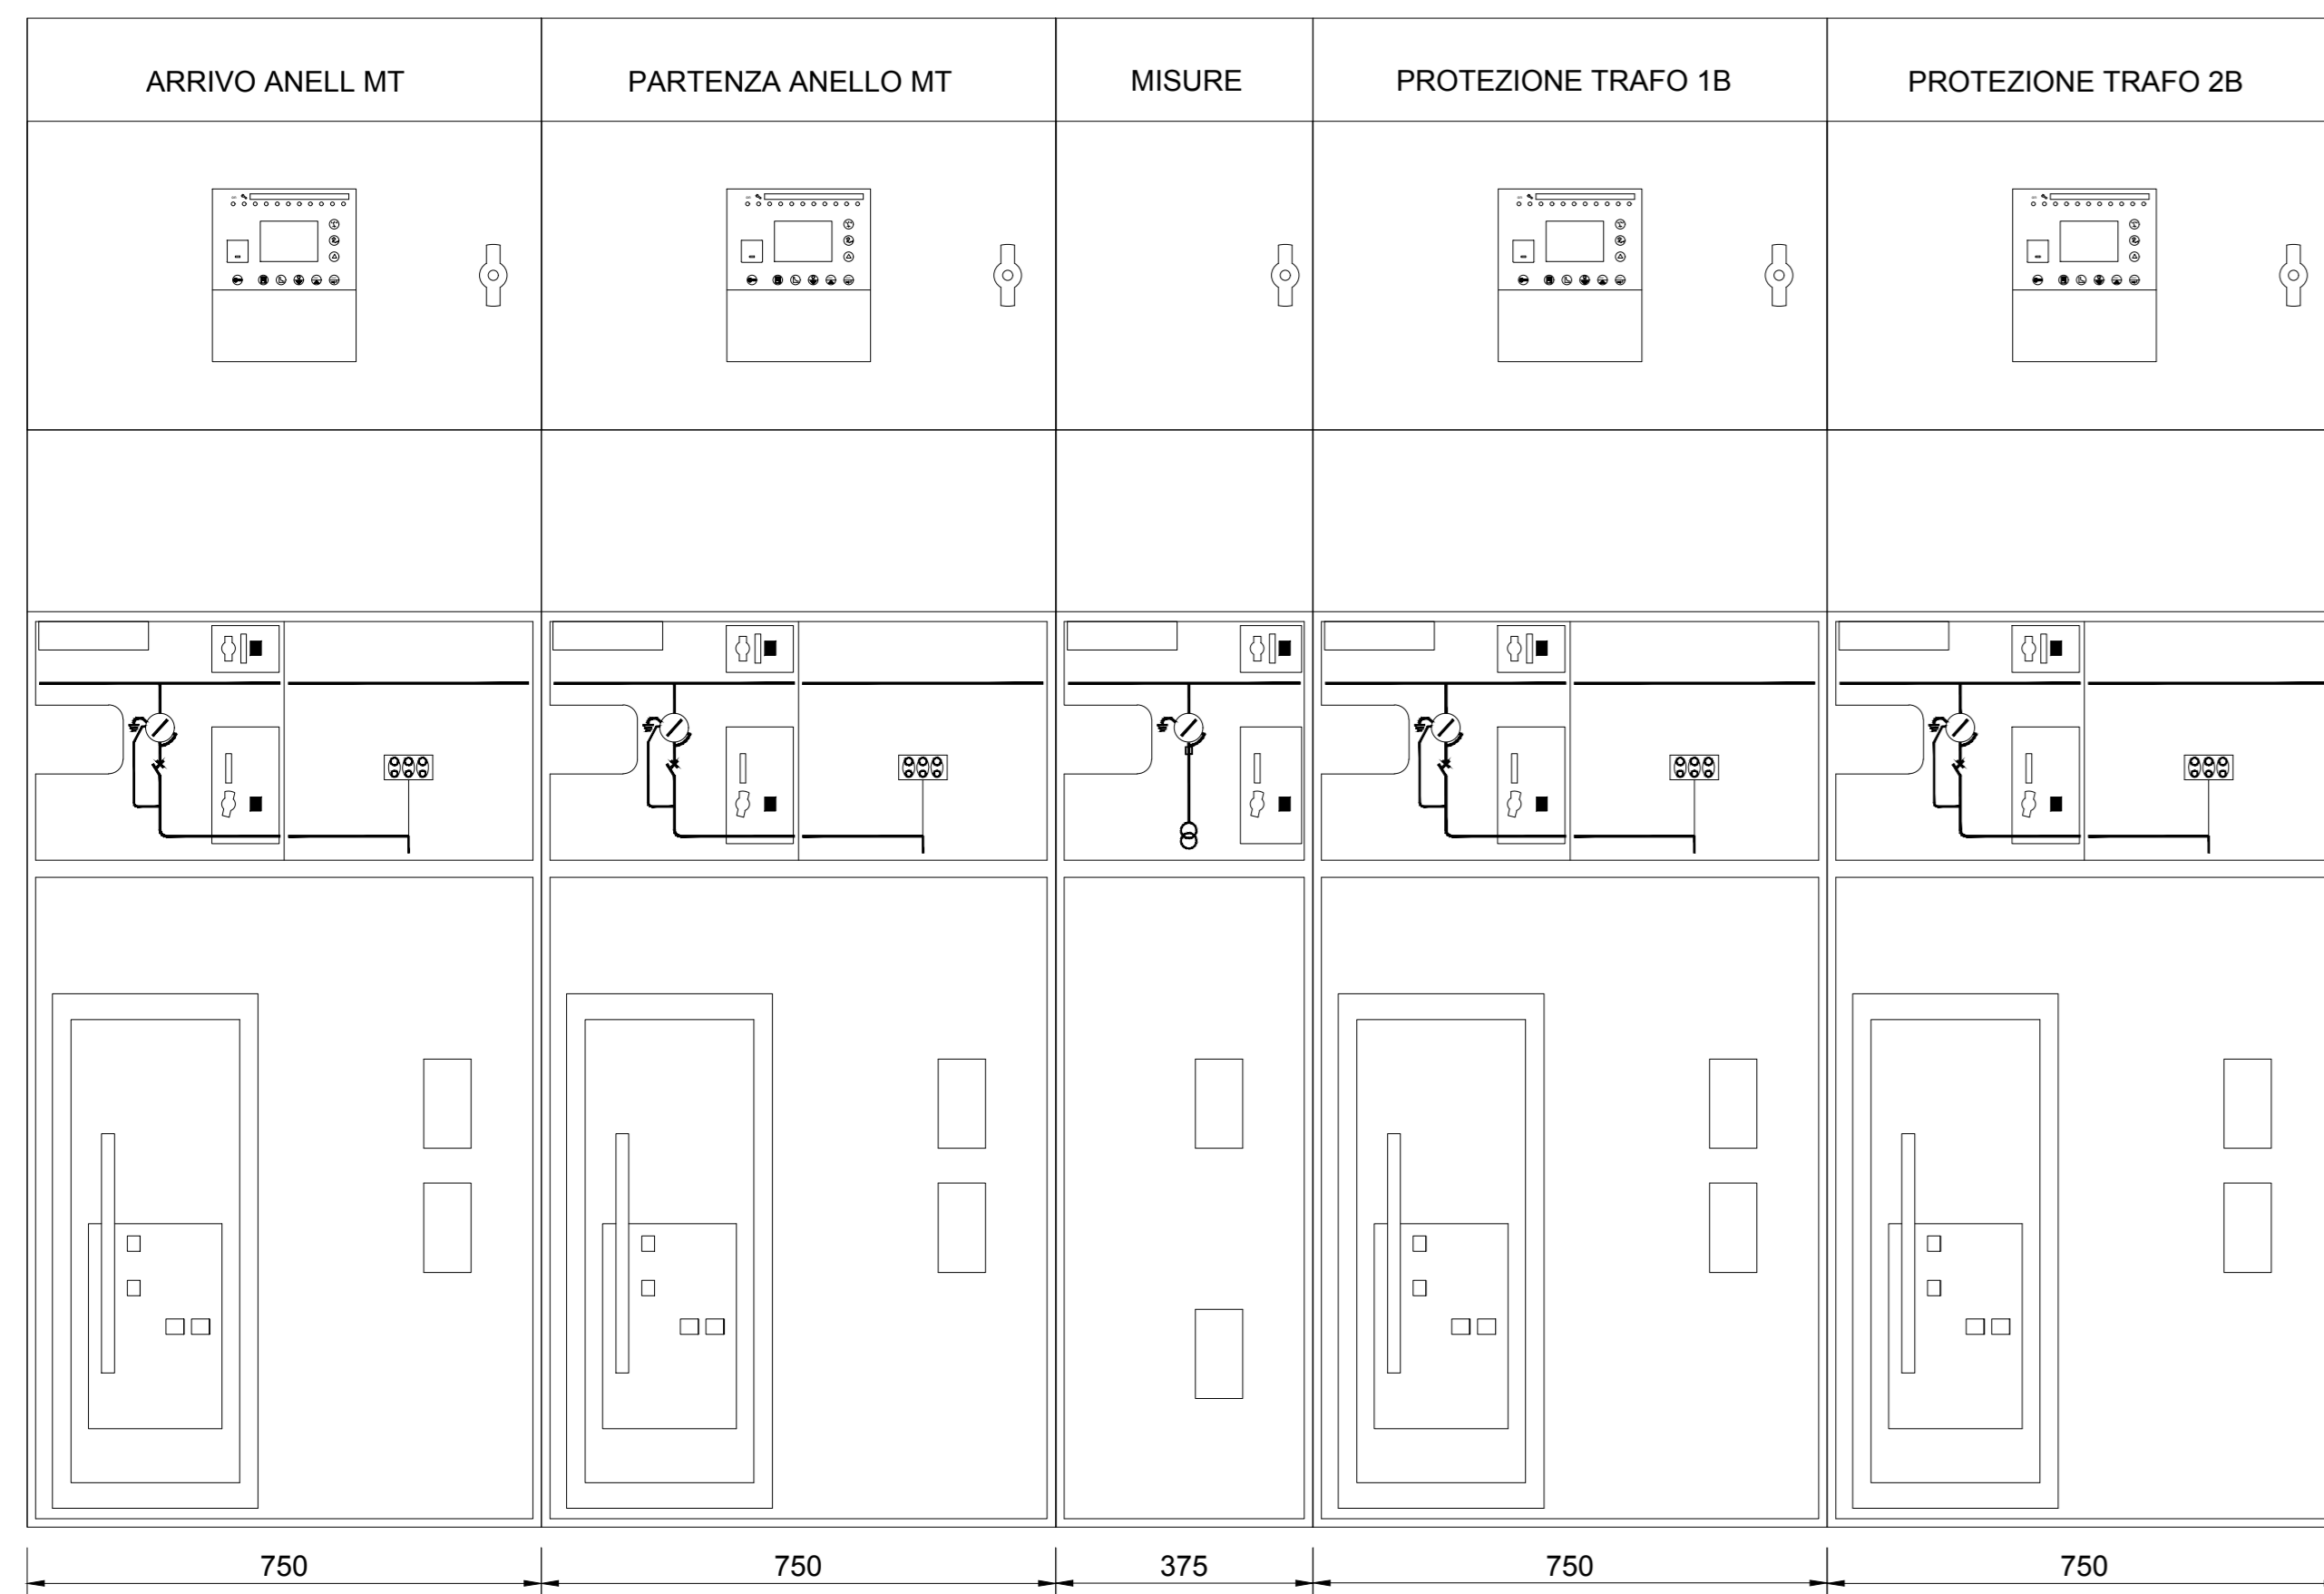 ARRIVO ANELL MT
PARTENZA ANELLO MT
MISURE
PROTEZIONE TRAFO 1B
PROTEZIONE TRAFO 2B
750
750
375
750
750